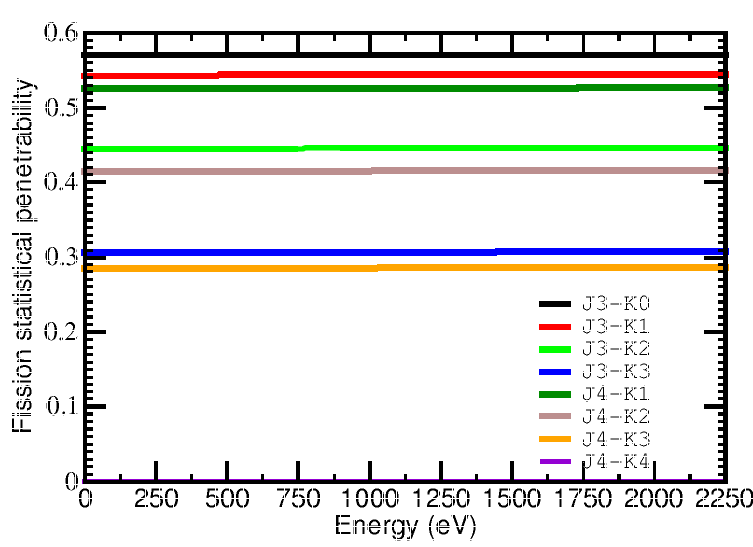 0.6
0.5
0.4
0.3
0.2
0.1
0
Fission statistical penetrability
J3-K0
J3-K1
J3-K2
J3-K3
J4-K1
J4-K2
J4-K3
J4-K4
0 250 500 750 1000 1250 1500 1750 2000 2250
Energy (eV)